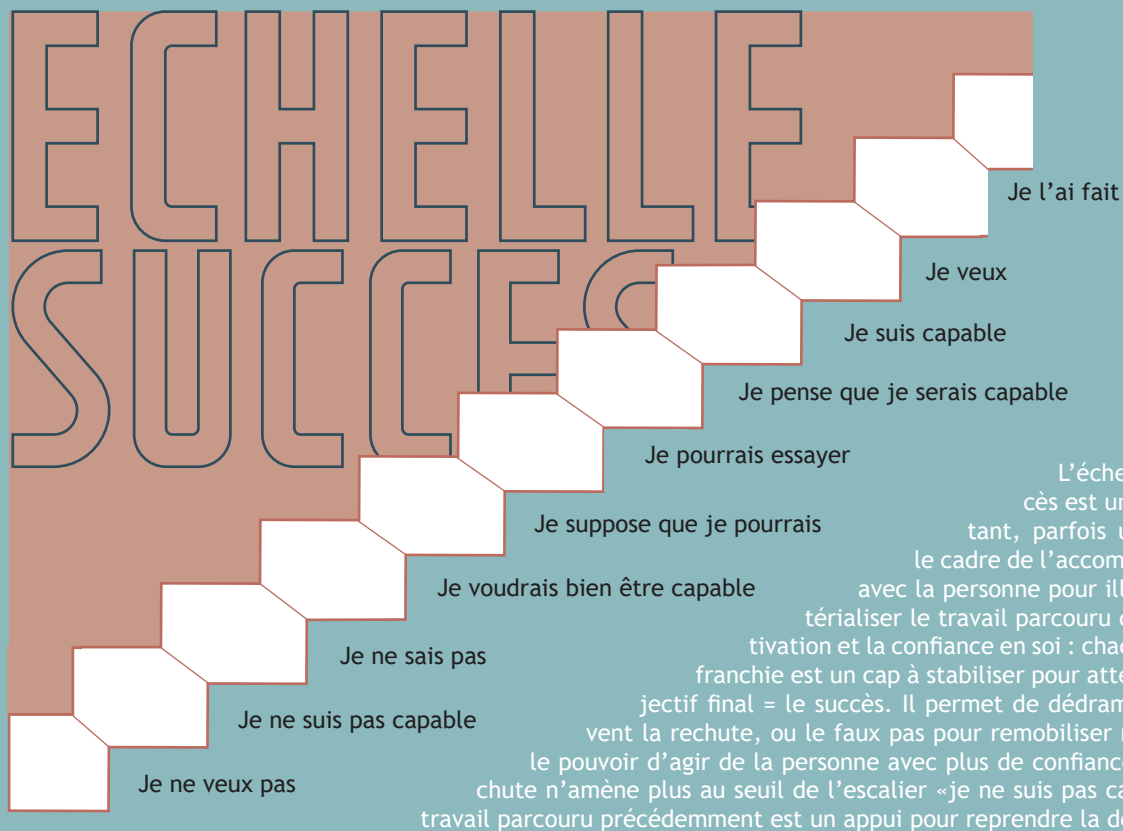 ECHELLE
SUCCES
Je l'ai fait
Je veux
Je suis capable
Je pense que je serais capable
Je pourrais essayer
Je suppose que je pourrais
Je voudrais bien être capable
Je ne sais pas
Je ne suis pas capable
Je ne veux pas
L'éche
cès est un
tant, parfois u
le cadre de l'accom
avec la personne pour ill
térialiser le travail parcouru
tivation et la confiance en soi : chac
franchie est un cap à stabiliser pour atte
jectif final = le succès. Il permet de dédram
vent la rechute, ou le faux pas pour remobiliser
le pouvoir d'agir de la personne avec plus de confiance
chute n'amène plus au seuil de l'escalier «je ne suis pas ca
travail parcouru précédemment est un appui pour reprendre la